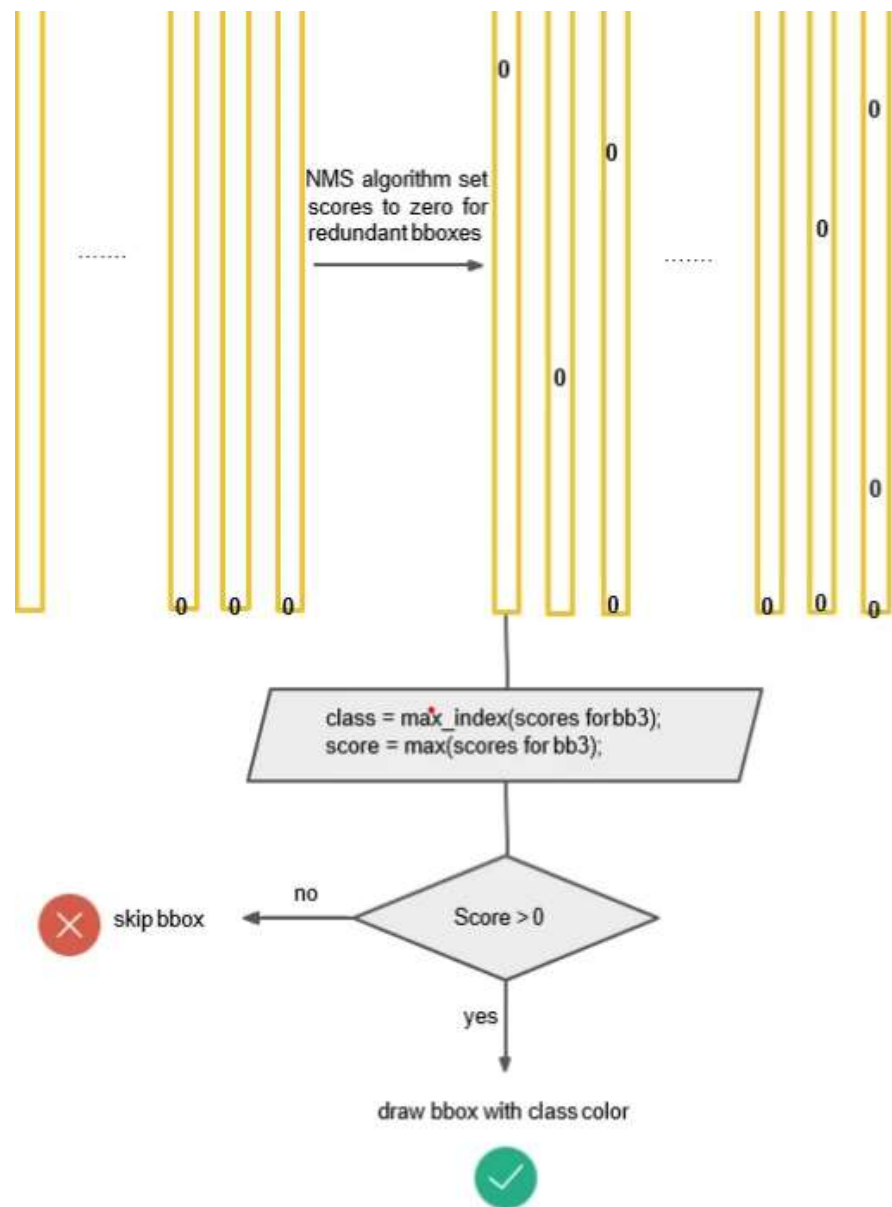 0
0
0
NMS algorithm set
scores to zero for
redundant bboxes
0
.......
.......
0
0
0 0 0
0
0 0 0
class = max_index(scores forbb3);
score = max(scores for bb3);
no
skip bbox
Score > 0
yes
draw bbox with class color